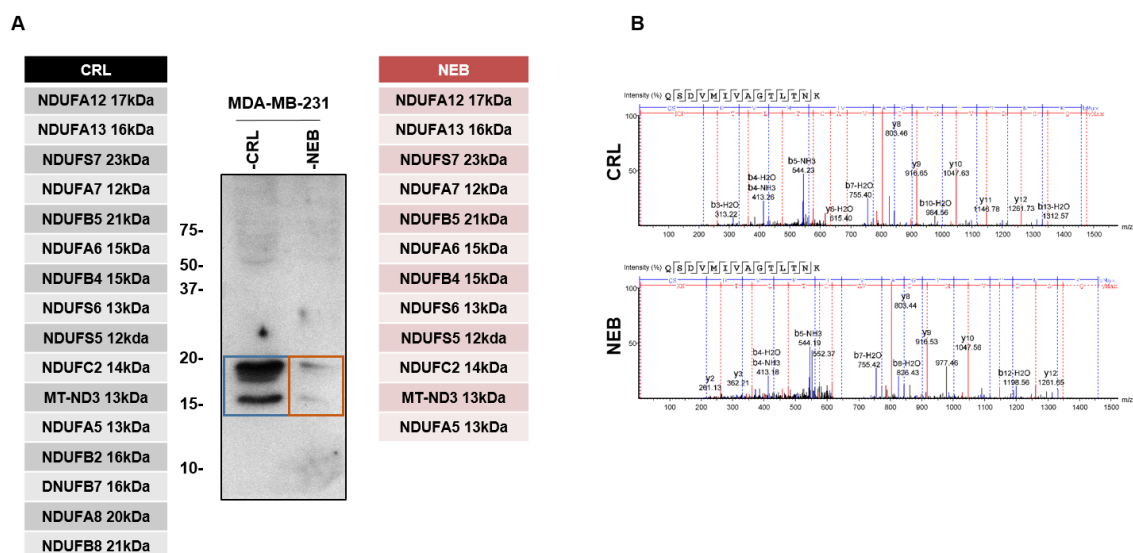 A
B
CRL
NDUFA12 17kDa
NDUFA13 16kDa
NDUFS7 23kDa
NDUFA7 12kDa
NDUFB5 21kDa
NDUFA6 15kDa
NDUFB4 15kDa
NDUFS6 13kDa
NDUFS5 12kda
NDUFC2 14kDa
MT-ND3 13kDa
NDUFA5 13kDa
NDUFB2 16kDa
DNUFB7 16kDa
NDUFA8 20kDa
NDUFB8 21kDa
MDA-MB-231
-CRL
-NEB
75-
50-
37-
20-
15-
10-
NEB
NDUFA12 17kDa
NDUFA13 16kDa
NDUFS7 23kDa
NDUFA7 12kDa
NDUFB5 21kDa
NDUFA6 15kDa
NDUFB4 15kDa
NDUFS6 13kDa
NDUFS5 12kDa
NDUFC2 14kDa
MT-ND3 13kDa
NDUFA5 13kDa
CRL
Intensity (%)
Q S D V M I V A G T L T N K
100
50
y8
803.46
y9
916.65
y10
1047.63
b5-NH3
544.23
b4-H2O
b4-NH3
413.26
b3-H2O
313.22
y6-H2O
615.40
b7-H2O
755.40
b10-H2O
984.56
y11
1146.78
y12
1261.73
b13-H2O
1312.57
100 200 300 400 500 600 700 800 900 1000 1100 1200 1300 1400 1500
m/z
NEB
Intensity (%)
Q S D V M I V A G T L T N K
100
50
y8
803.44
y9
916.53
y10
1047.56
b5-NH3
544.19
552.37
b4-H2O
b4-NH3
413.18
y2
261.13
y3
362.21
b7-H2O
755.42
b8-H2O
826.43
977.46
b12-H2O
1198.56
y12
1261.65
100 200 300 400 500 600 700 800 900 1000 1100 1200 1300 1400 1500
m/z